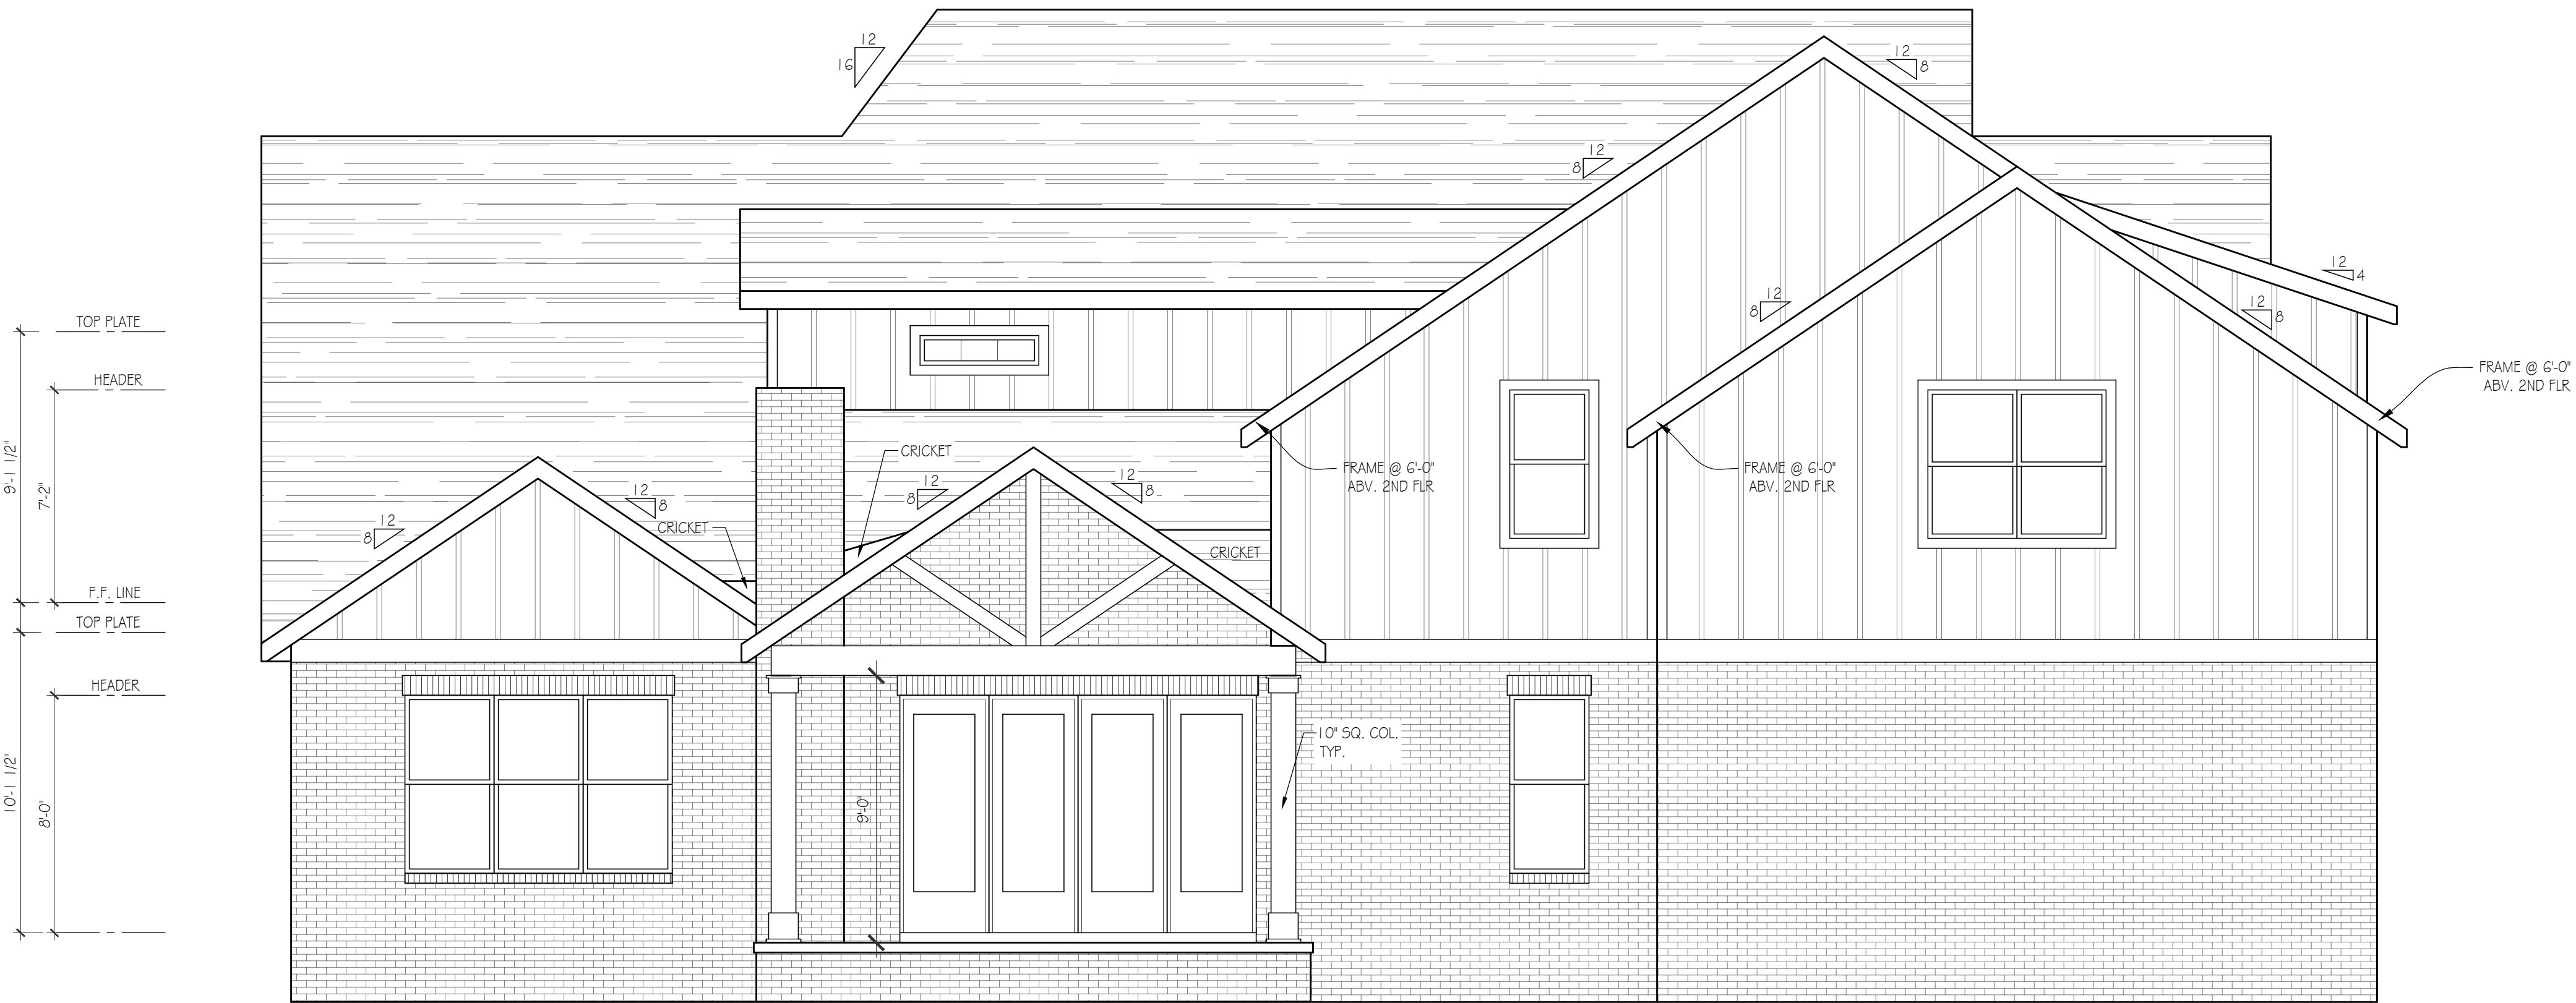 12
16
12
8
12
8
12
4
12
8
12
8
TOP PLATE
HEADER
FRAME @ 6'-0"
ABV. 2ND FLR
9'-1 1/2"
7'-2"
CRICKET
FRAME @ 6'-0"
ABV. 2ND FLR
FRAME @ 6'-0"
ABV. 2ND FLR
12
8
12
8
12
8
12
8
CRICKET
CRICKET
F.F. LINE
TOP PLATE
HEADER
10'-1 1/2"
8'-0"
9'-0"
10" SQ. COL.
TYP.